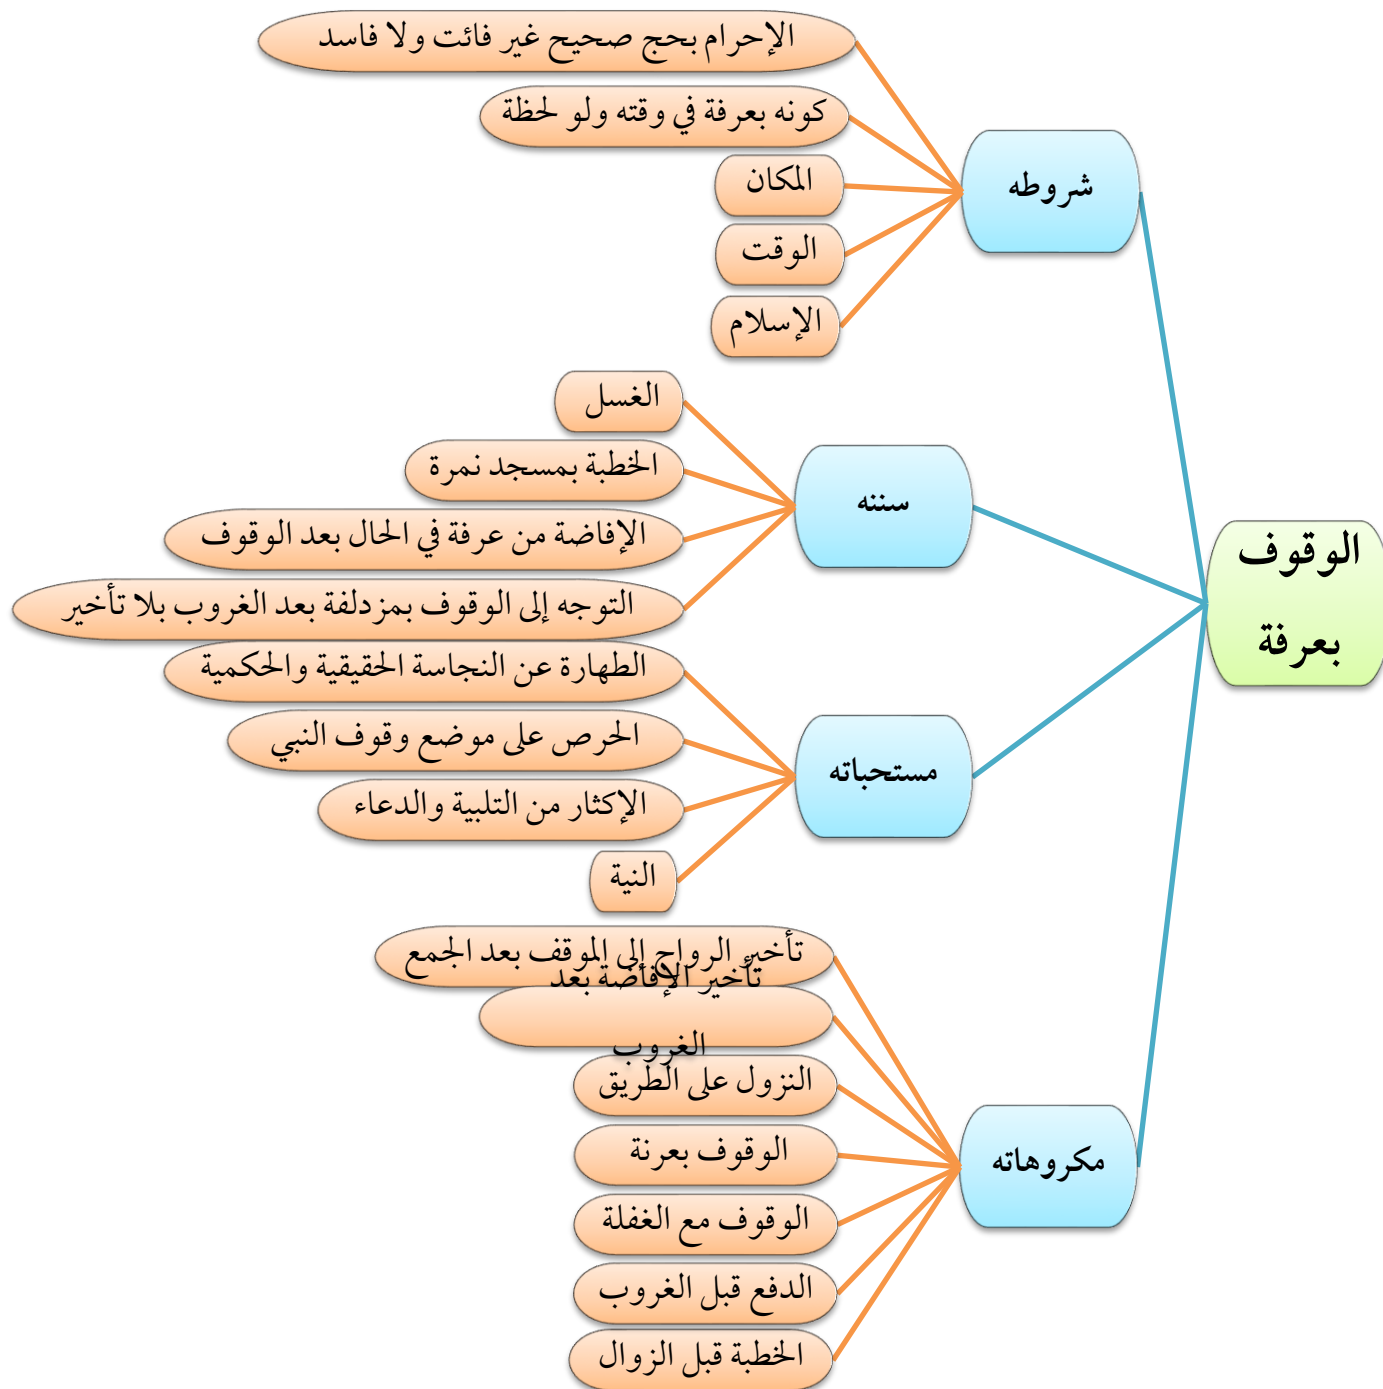 الوقوف
بعرفة
شروطه
الإحرام بحج صحيح غير فائت ولا فاسد
كونه بعرفة في وقته ولو لحظة
المكان
الوقت
الإسلام
سننه
الغسل
الخطبة بمسجد نمرة
الإفاضة من عرفة في الحال بعد الوقوف
التوجه إلى الوقوف بمزدلفة بعد الغروب بلا تأخير
مستحباته
الطهارة عن النجاسة الحقيقية والحكمية
الحرص على موضع وقوف النبي
الإكثار من التلبية والدعاء
النية
مكروهاته
تأخير الرواح إلى الموقف بعد الجمع
تأخير الإفاضة بعد
الغروب
النزول على الطريق
الوقوف بعرنة
الوقوف مع الغفلة
الدفع قبل الغروب
الخطبة قبل الزوال